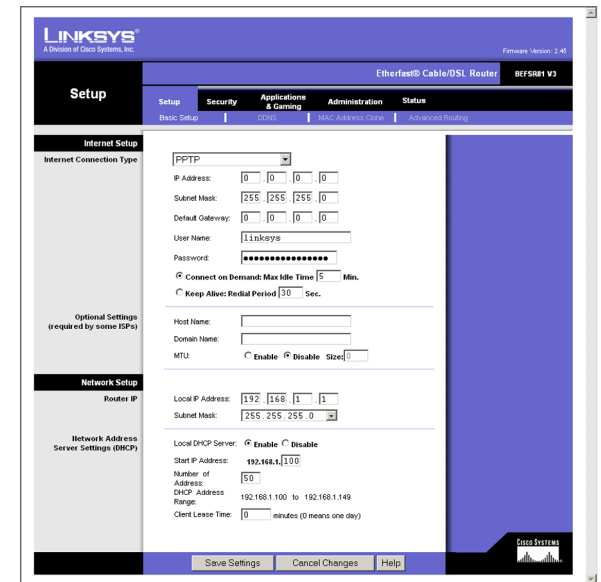 LINKSYS®
A Division of Cisco Systems, Inc.
Firmware Version: 2.46
Etherfast® Cable/DSL Router BEFSR81 V3
Setup
Setup Security Applications & Gaming Administration Status
Basic Setup DDNS MAC Address Clone Advanced Routing
Internet Setup
Internet Connection Type
PPTP
IP Address: 0 . 0 . 0 . 0
Subnet Mask: 255 . 255 . 255 . 0
Default Gateway: 0 . 0 . 0 . 0
User Name: linksys
Password: ••••••••••••••••
Connect on Demand: Max Idle Time 5 Min.
Keep Alive: Redial Period 30 Sec.
Optional Settings
(required by some ISPs)
Host Name:
Domain Name:
MTU: Enable Disable Size: 0
Network Setup
Router IP
Local IP Address: 192 . 168 . 1 . 1
Subnet Mask: 255.255.255.0
Network Address
Server Settings (DHCP)
Local DHCP Server: Enable Disable
Start IP Address: 192.168.1. 100
Number of
Address: 50
DHCP Address
Range: 192.168.1.100 to 192.168.1.149
Client Lease Time: 0 minutes (0 means one day)
CISCO SYSTEMS
Save Settings Cancel Changes Help